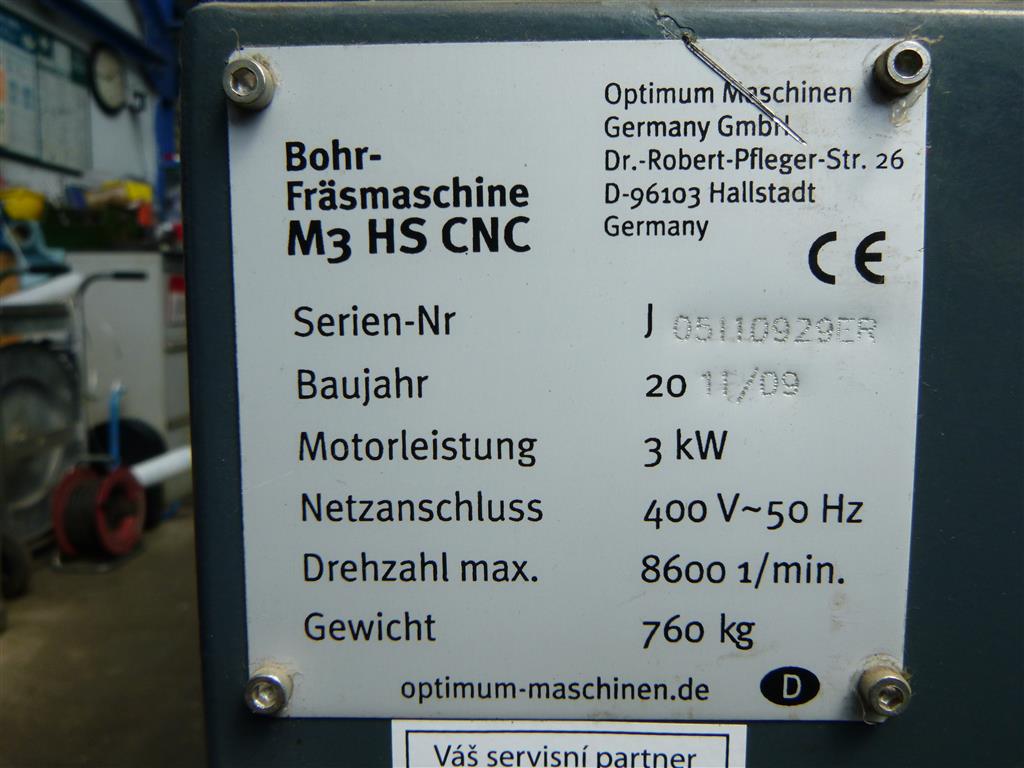 Optimum Maschinen
Germany GmbH
Dr.-Robert-Pfleger-Str. 26
D-96103 Hallstadt
Germany
CE
Bohr-
Fräsmaschine
M3 HS CNC
Serien-Nr J 05110929ER
Baujahr 20 11/09
Motorleistung 3 kW
Netzanschluss 400 V~50 Hz
Drehzahl max. 8600 1/min.
Gewicht 760 kg
optimum-maschinen.de D
Váš servisní partner